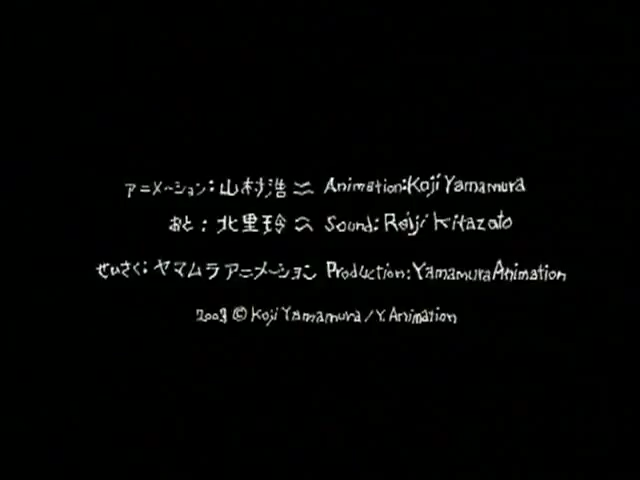 アニメーション:山村浩二 Animation:Koji Yamamura
おと:北里玲二 Sound: Reiji Kitazato
せいさく:ヤマムラアニメーション Production:YamamuraAnimation
2003 © Koji Yamamura / Y. Animation